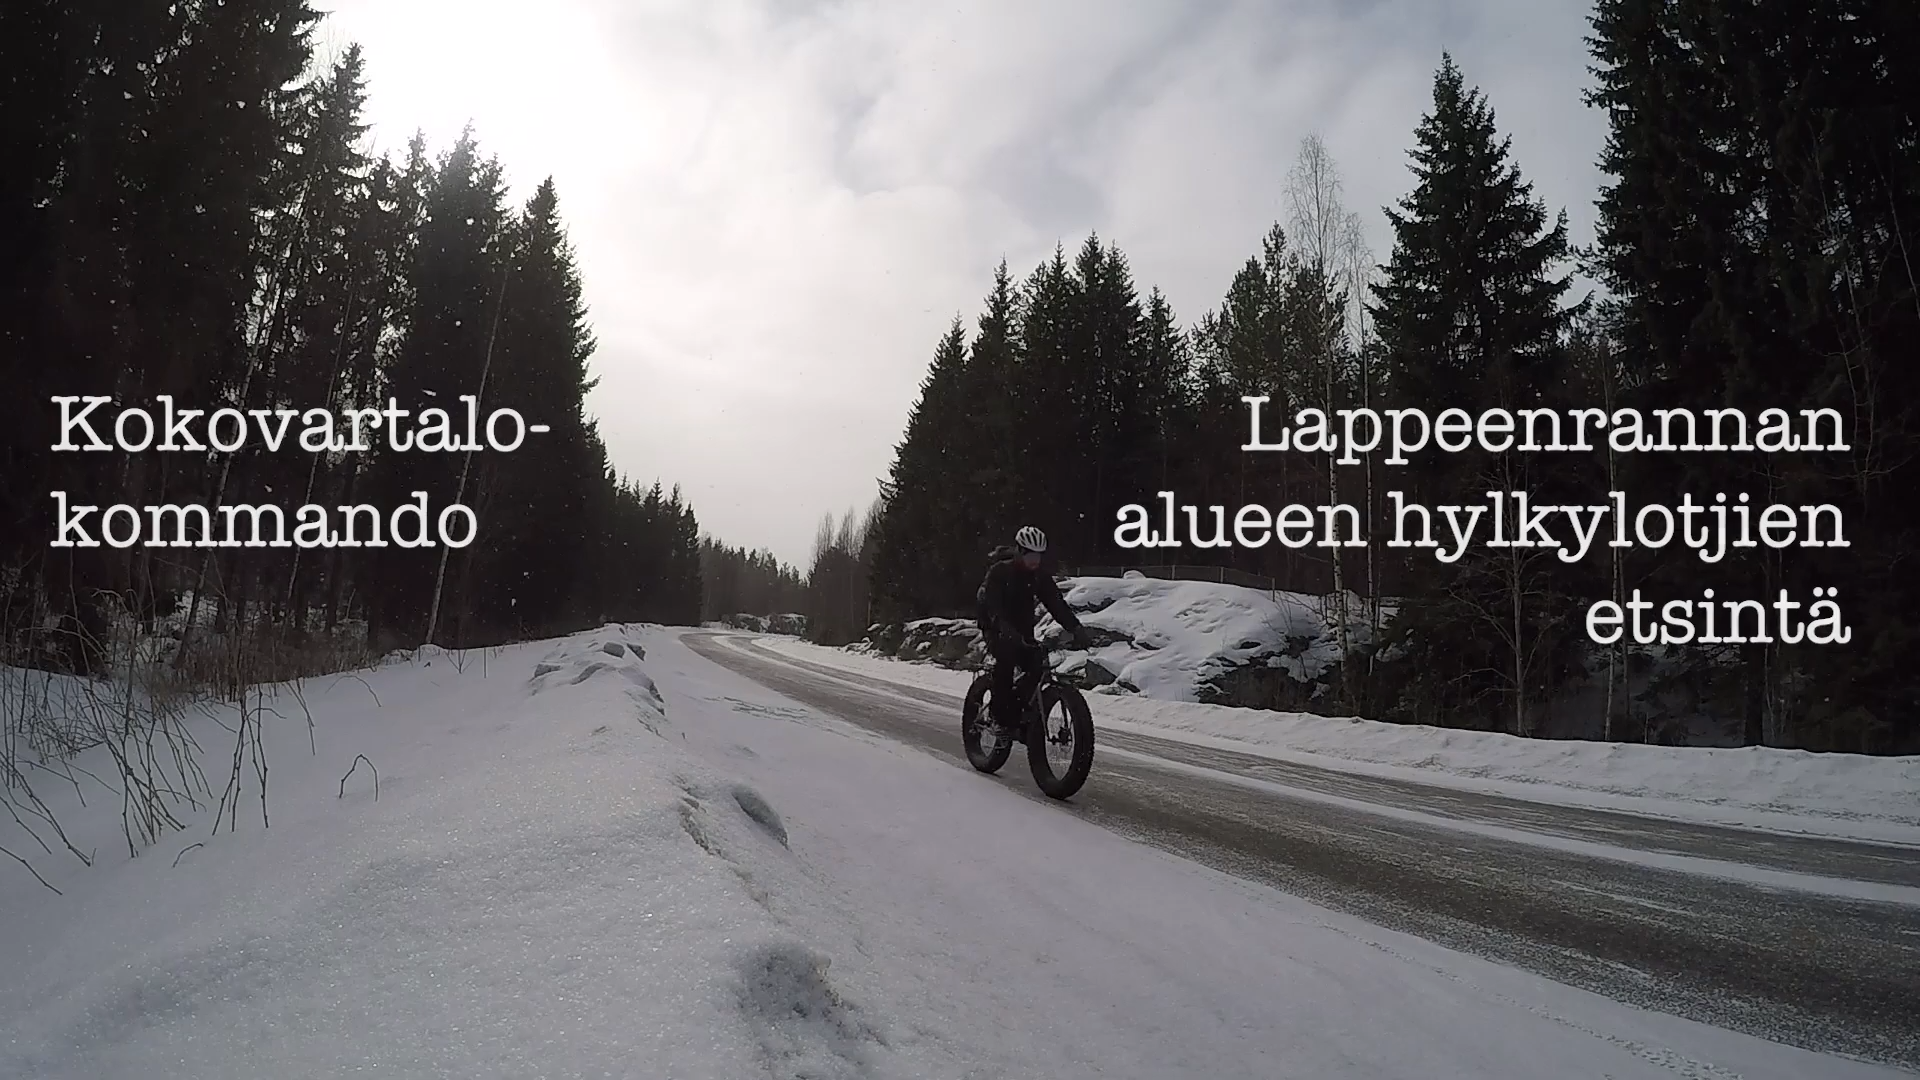 Kokovartalo-
kommando
Lappeenrannan
alueen hylkylotjien
etsintä